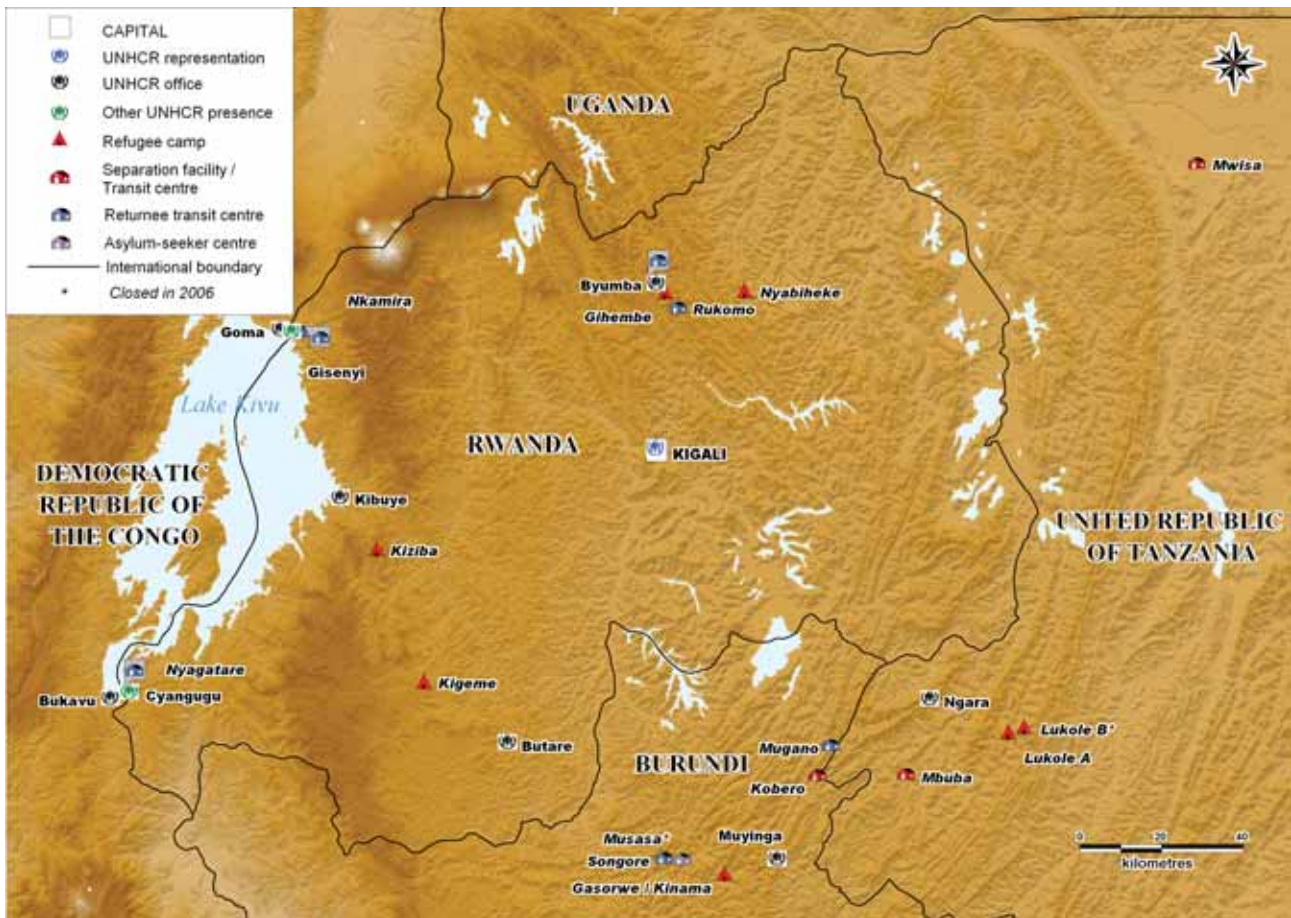 CAPITAL
UNHCR representation
UNHCR office
Other UNHCR presence
Refugee camp
Separation facility /
Transit centre
Returnee transit centre
Asylum-seeker centre
International boundary
* Closed in 2006
UGANDA
Mwisa
Byumba
Nkamira
Gihembe
Rukomo
Nyabiheke
Goma
Gisenyi
Lake Kivu
RWANDA
KIGALI
DEMOCRATIC
REPUBLIC OF
THE CONGO
Kibuye
UNITED REPUBLIC
OF TANZANIA
Kiziba
Nyagatare
Kigeme
Bukavu
Cyangugu
Ngara
Butare
Lukole B*
Mugano
Lukole A
BURUNDI
Kobero
Mbuba
Musasa*
Muyinga
Songore
Gasorwe / Kinama
0 20 40
kilometres